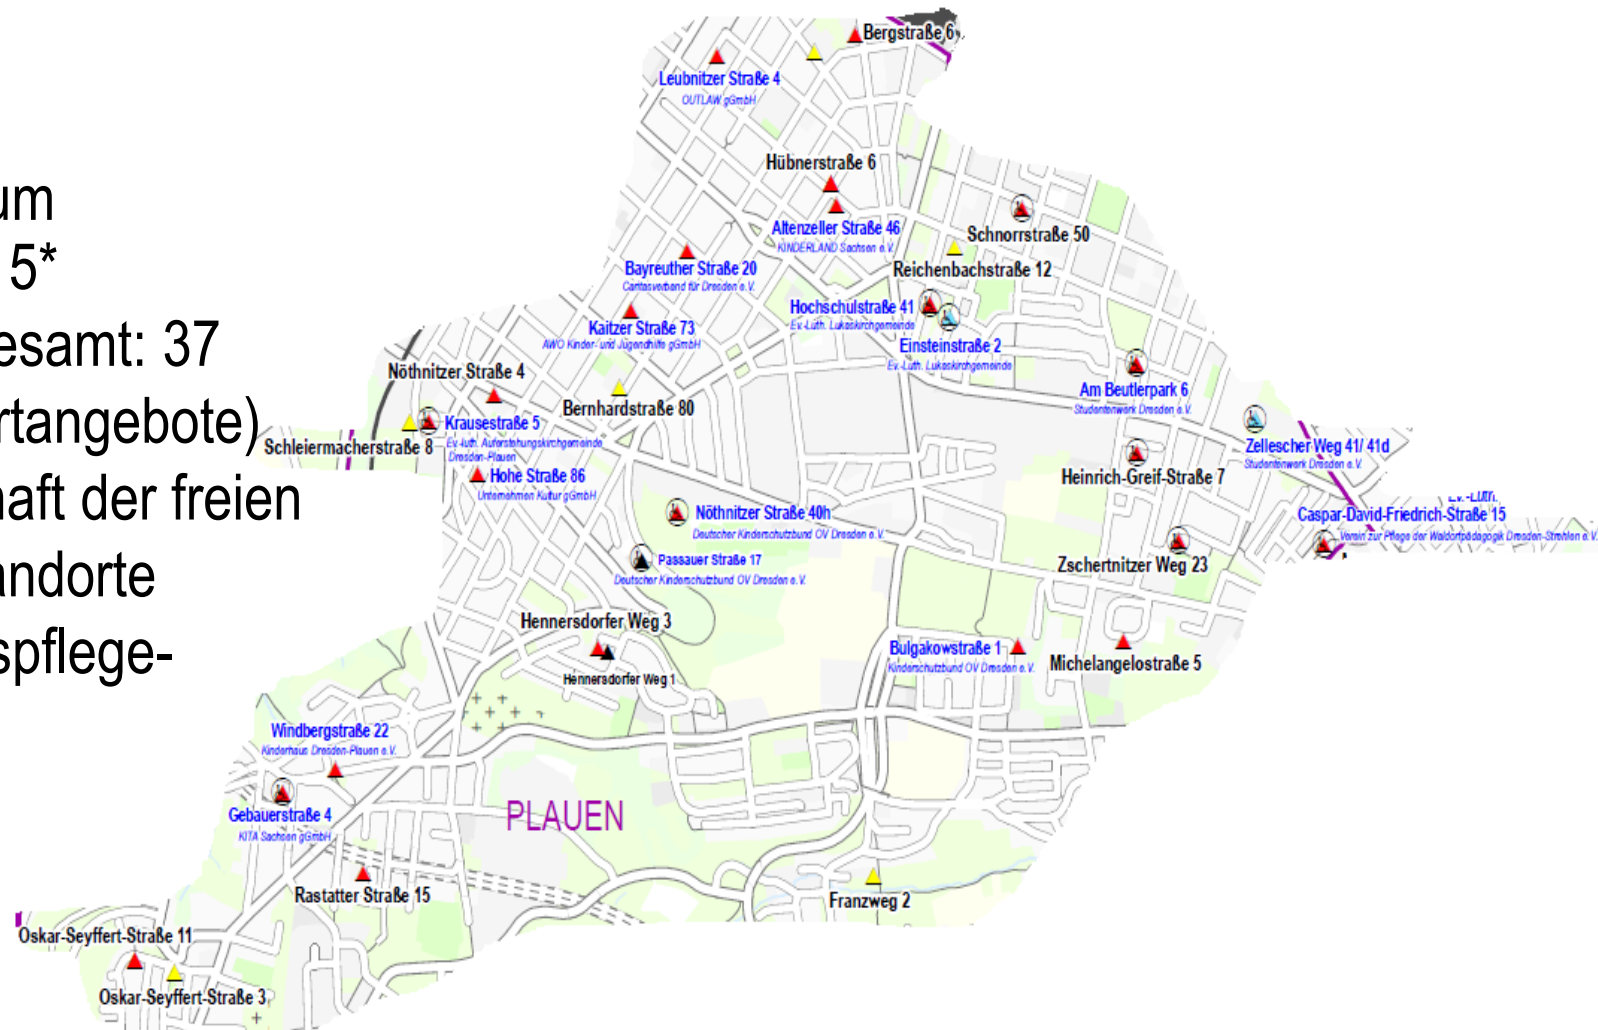 um
5*
esamt: 37
rtangebote)
haft der freien
andorte
spflege-
Bergstraße 6
Leubnitzer Straße 4
OUTLAW gGmbH
Hübnerstraße 6
Altenzeller Straße 46
KINDERLAND Sachsen e.V.
Schnorrstraße 50
Reichenbachstraße 12
Bayreuther Straße 20
Caritasverband für Dresden e.V.
Hochschulstraße 41
Ev.-Luth. Lukaskirchgemeinde
Kaitzer Straße 73
AWO Kinder- und Jugendhilfe gGmbH
Einsteinstraße 2
Ev.-Luth. Lukaskirchgemeinde
Nöthnitzer Straße 4
Bernhardstraße 80
Am Beutlerpark 6
Studentenwerk Dresden e.V.
Krausestraße 5
Ev.-luth. Auferstehungskirchgemeinde
Dresden-Plauen
Schleiermacherstraße 8
Zellescher Weg 41/ 41d
Studentenwerk Dresden e.V.
Hohe Straße 86
Unternehmen Kultur gGmbH
Heinrich-Greif-Straße 7
Ev.-Luth.
Nöthnitzer Straße 40h
Deutscher Kinderschutzbund OV Dresden e.V.
Caspar-David-Friedrich-Straße 15
Verein zur Pflege der Waldorfpädagogik Dresden-Strehlen e.V.
Passauer Straße 17
Deutscher Kinderschutzbund OV Dresden e.V.
Zschertnitzer Weg 23
Hennersdorfer Weg 3
Hennersdorfer Weg 1
Bulgakowstraße 1
Kinderschutzbund OV Dresden e.V.
Michelangelostraße 5
Windbergstraße 22
Kinderhaus Dresden-Plauen e.V.
Gebauerstraße 4
KITA Sachsen gGmbH
PLAUEN
Rastatter Straße 15
Franzweg 2
Oskar-Seyffert-Straße 11
Oskar-Seyffert-Straße 3